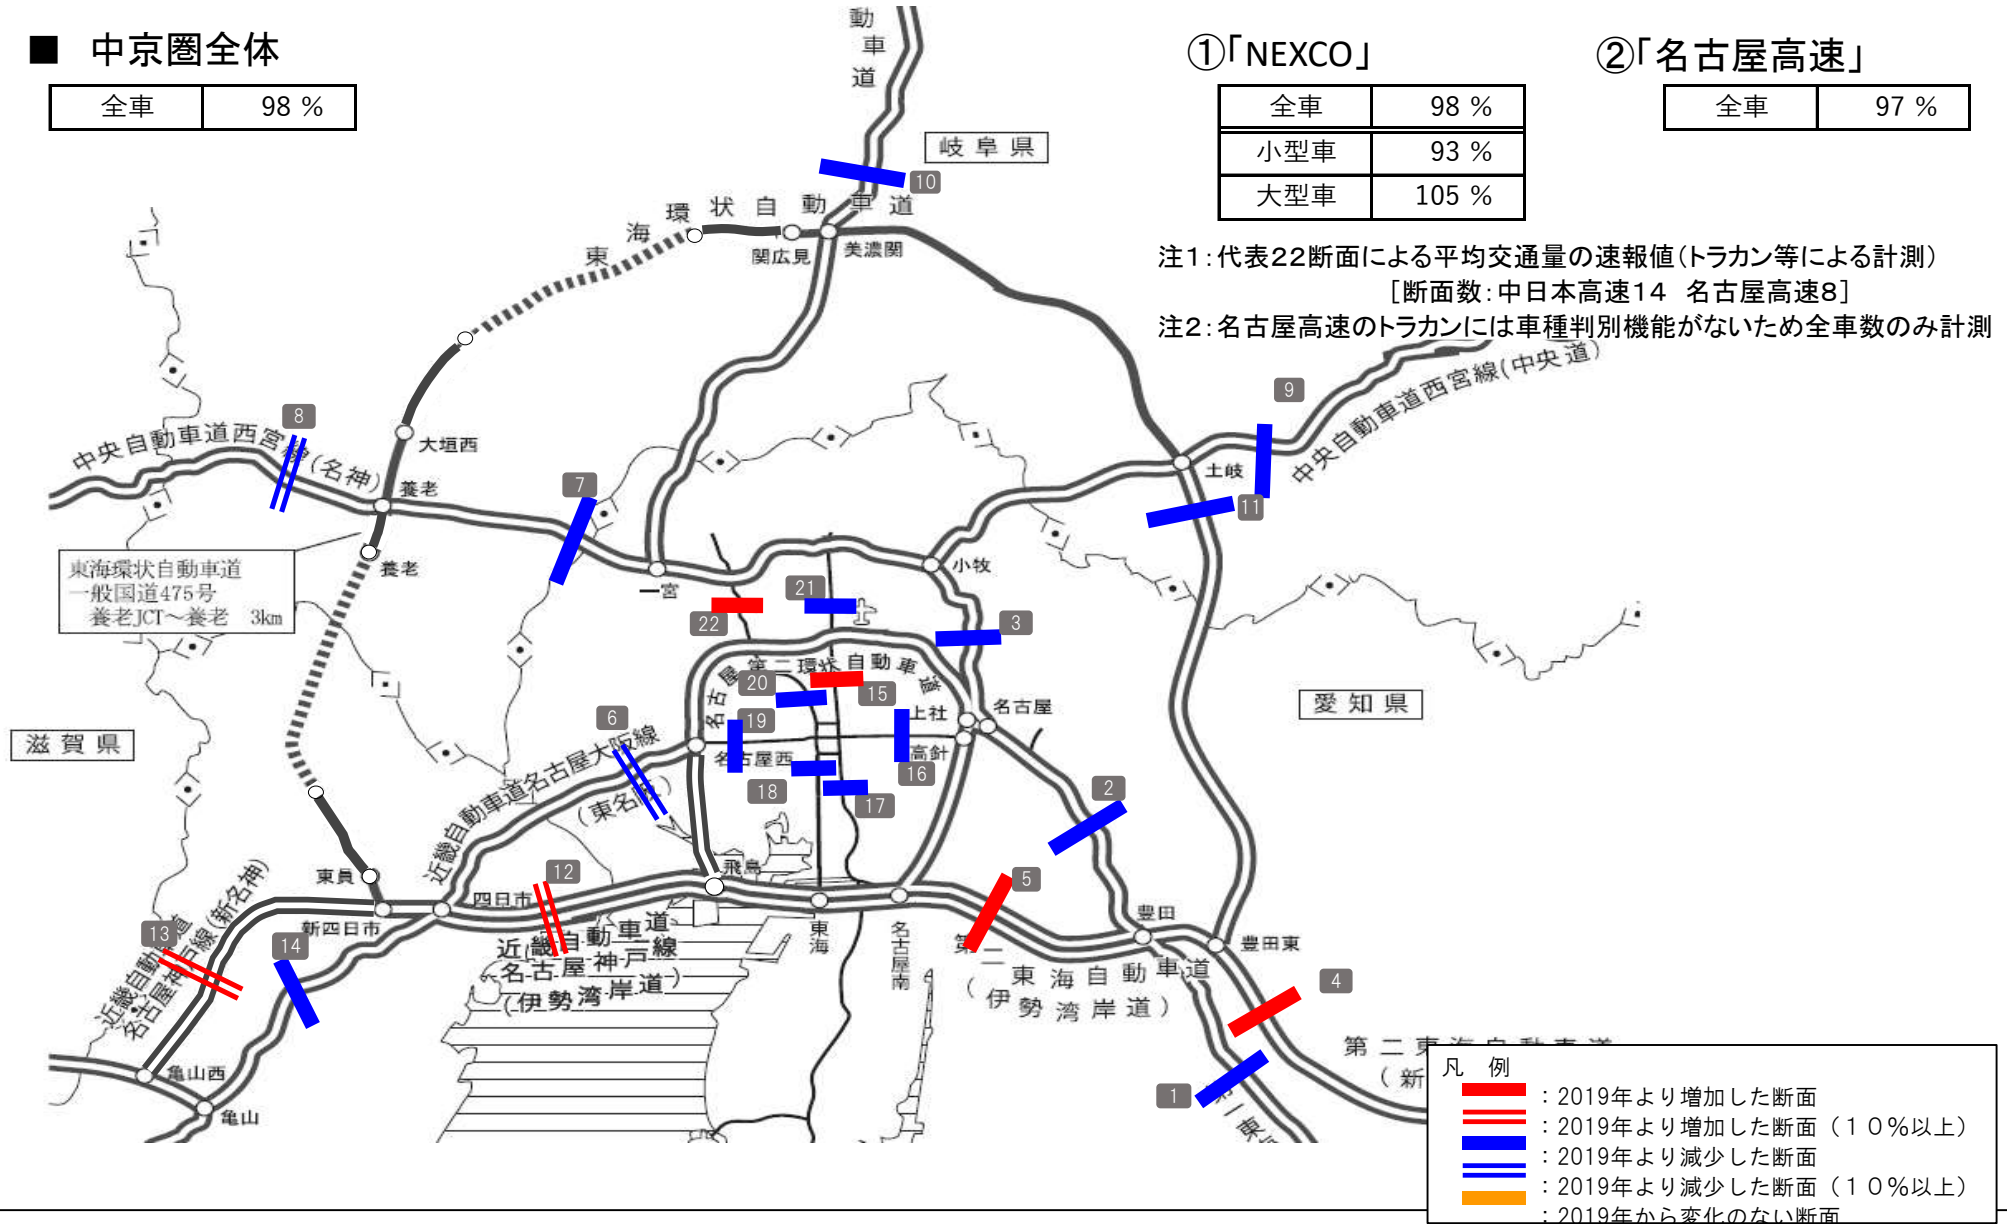 ■ 中京圏全体
全車 98 %
①「NEXCO」
全車 98 %
小型車 93 %
大型車 105 %
②「名古屋高速」
全車 97 %
注1：代表22断面による平均交通量の速報値（トラカン等による計測）
［断面数：中日本高速14 名古屋高速8］
注2：名古屋高速のトラカンには車種判別機能がないため全車数のみ計測
動車道
岐阜県
10
東海環状自動車道
関広見
美濃関
9
中央自動車道西宮線(中央道)
8
中央自動車道西宮線(名神)
大垣西
養老
7
土岐
11
東海環状自動車道
一般国道475号
養老JCT～養老 3km
養老
一宮
小牧
21
22
3
名古屋第二環状自動車道
20
15
19
上社
名古屋
愛知県
滋賀県
6
名古屋西
高針
16
18
17
2
近畿自動車道名古屋大阪線
(東名阪)
飛島
東員
12
四日市
5
新四日市
東海
名古屋南
豊田
豊田東
13
14
近畿自動車道
名古屋神戸線(新名神)
近畿自動車道
名古屋神戸線
(伊勢湾岸道)
第二東海自動車道
(伊勢湾岸道)
4
第二東海自動車道
(新
1
亀山西
亀山
第一東
凡 例
：2019年より増加した断面
：2019年より増加した断面（１０％以上）
：2019年より減少した断面
：2019年より減少した断面（１０％以上）
：2019年から変化のない断面